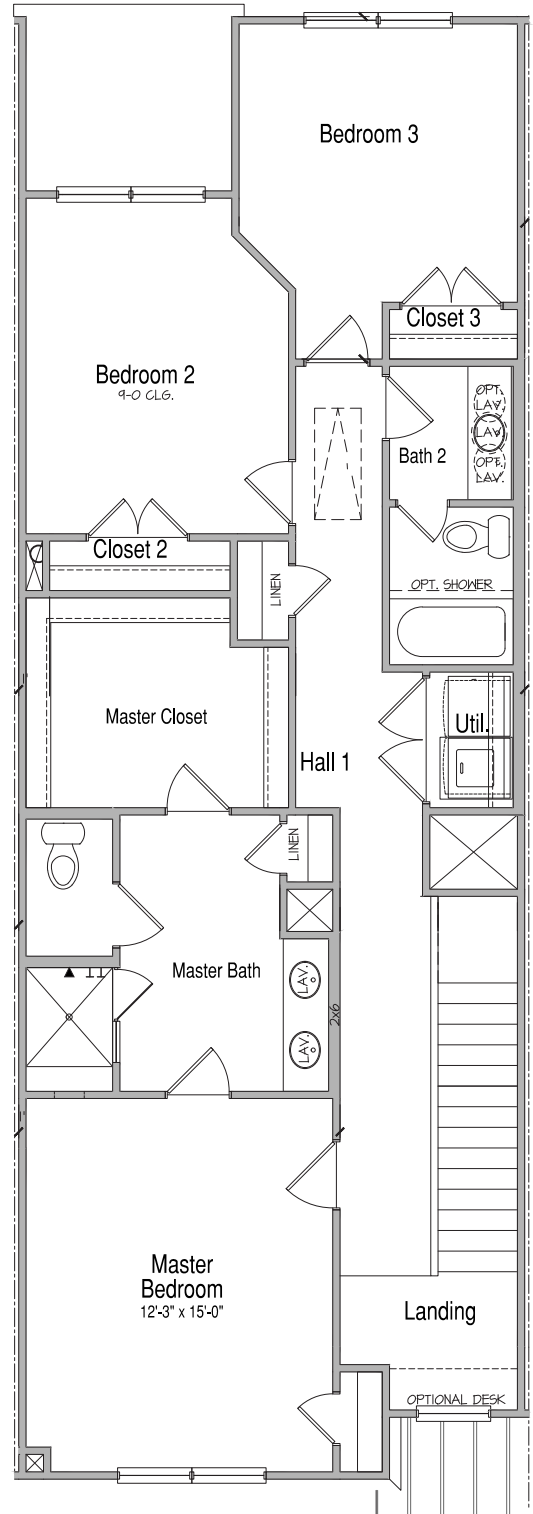 Bedroom 3
Closet 3
Bedroom 2
9-0 CLG.
OPT.
LAV.
LAV.
OPT.
LAV.
Bath 2
Closet 2
LINEN
OPT. SHOWER
Master Closet
Util.
Hall 1
LINEN
Master Bath
LAV.
2x6
LAV.
Master
Bedroom
12'-3" x 15'-0"
Landing
OPTIONAL DESK